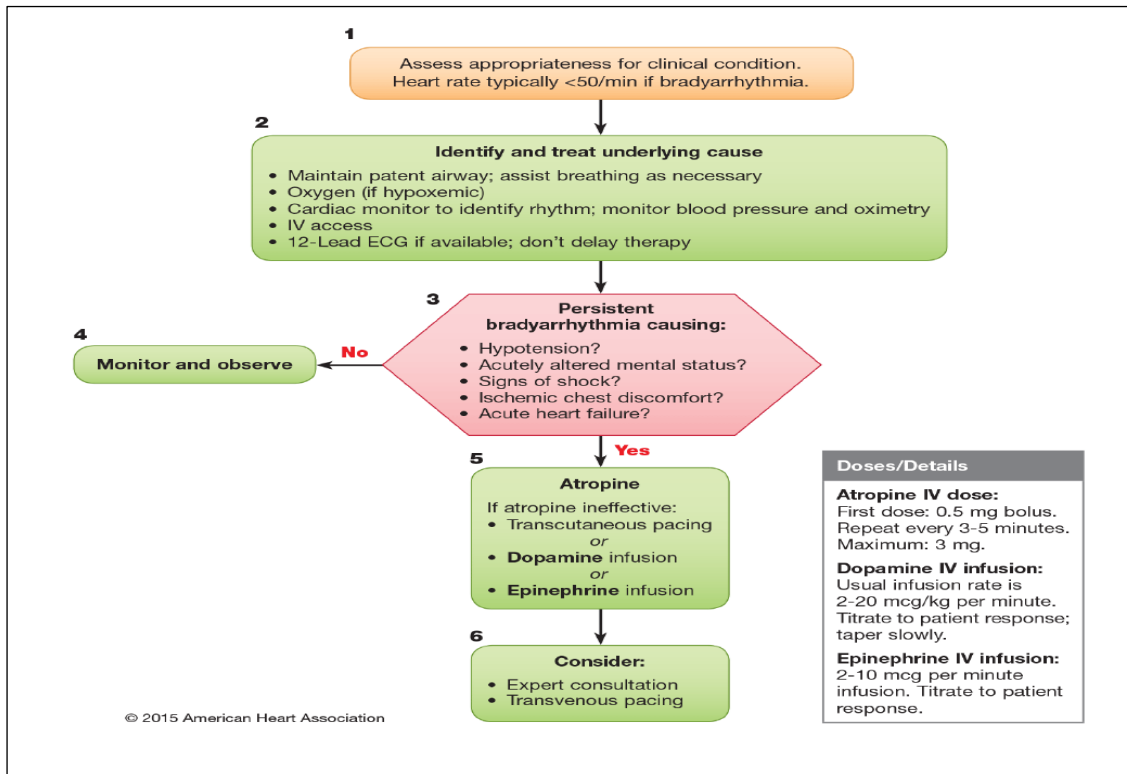 1
Assess appropriateness for clinical condition.
Heart rate typically <50/min if bradyarrhythmia.
2
Identify and treat underlying cause
• Maintain patent airway; assist breathing as necessary
• Oxygen (if hypoxemic)
• Cardiac monitor to identify rhythm; monitor blood pressure and oximetry
• IV access
• 12-Lead ECG if available; don't delay therapy
3
Persistent
bradyarrhythmia causing:
• Hypotension?
• Acutely altered mental status?
• Signs of shock?
• Ischemic chest discomfort?
• Acute heart failure?
No
4
Monitor and observe
Yes
5
Atropine
If atropine ineffective:
• Transcutaneous pacing
or
• Dopamine infusion
or
• Epinephrine infusion
6
Consider:
• Expert consultation
• Transvenous pacing
Doses/Details
Atropine IV dose:
First dose: 0.5 mg bolus.
Repeat every 3-5 minutes.
Maximum: 3 mg.
Dopamine IV infusion:
Usual infusion rate is
2-20 mcg/kg per minute.
Titrate to patient response;
taper slowly.
Epinephrine IV infusion:
2-10 mcg per minute
infusion. Titrate to patient
response.
© 2015 American Heart Association